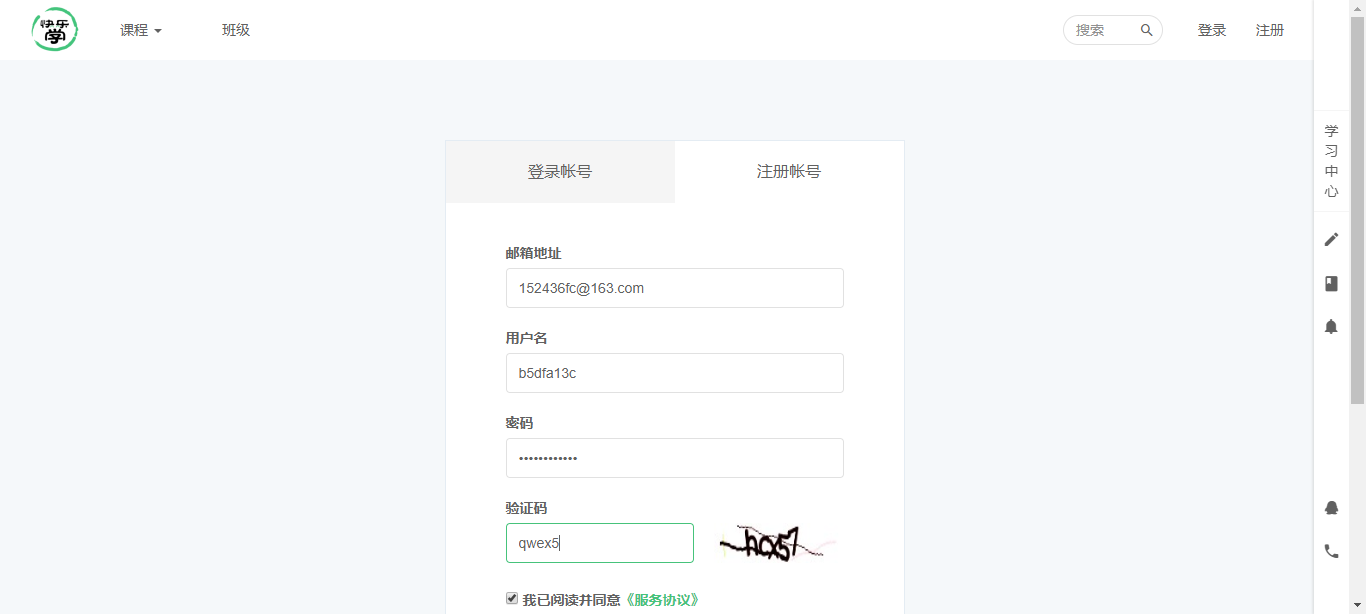 快乐
学
课程
班级
搜索
登录
注册
登录帐号
注册帐号
邮箱地址
152436fc@163.com
用户名
b5dfa13c
密码
••••••••••••
验证码
qwex5
我已阅读并同意《服务协议》
学
习
中
心